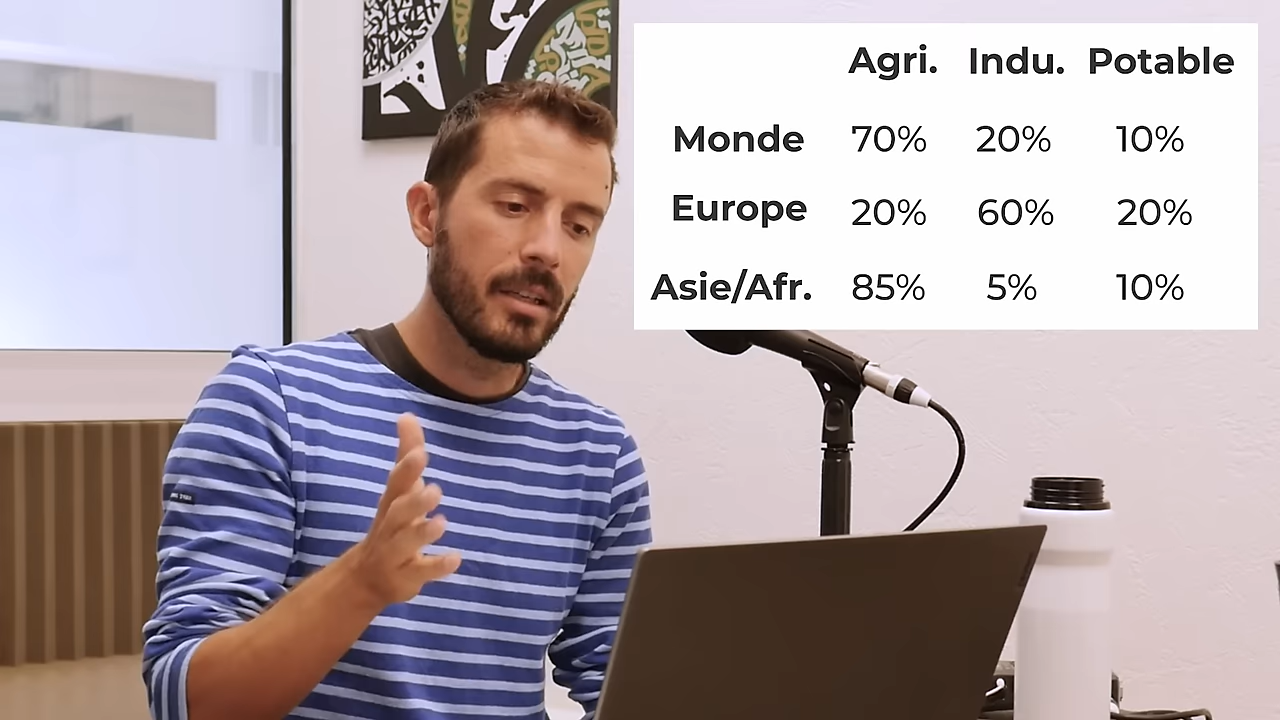 Agri. Indu. Potable
Monde 70% 20% 10%
Europe 20% 60% 20%
Asie/Afr. 85% 5% 10%